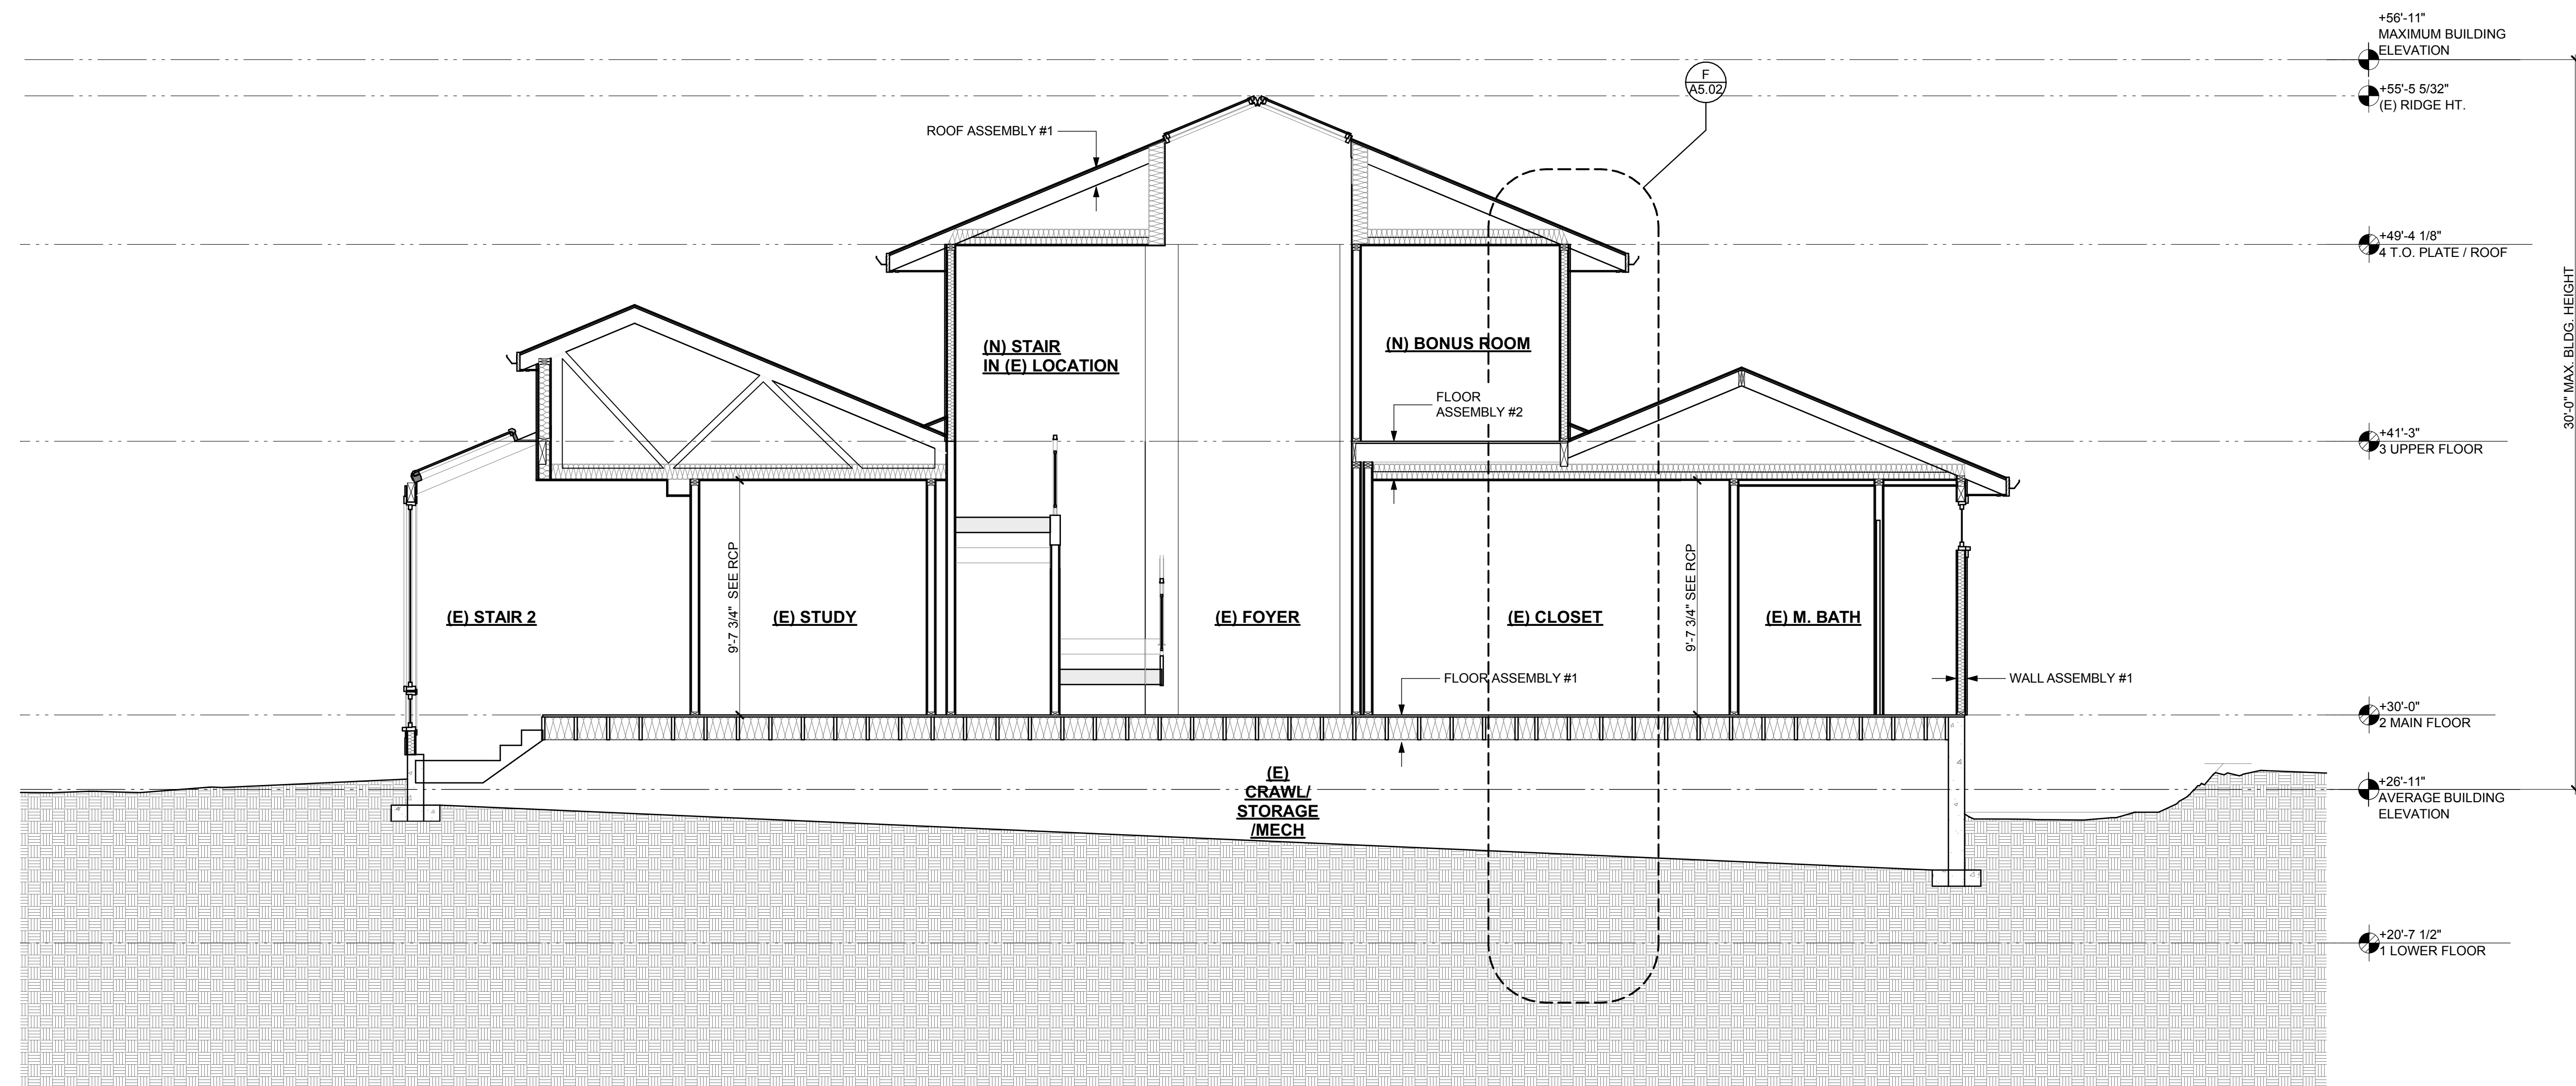 +56'-11"
MAXIMUM BUILDING
ELEVATION
F
A5.02
+55'-5 5/32"
(E) RIDGE HT.
ROOF ASSEMBLY #1
+49'-4 1/8"
4 T.O. PLATE / ROOF
30'-0" MAX. BLDG. HEIGHT
(N) STAIR
IN (E) LOCATION
(N) BONUS ROOM
FLOOR
ASSEMBLY #2
+41'-3"
3 UPPER FLOOR
9'-7 3/4" SEE RCP
9'-7 3/4" SEE RCP
(E) STAIR 2
(E) STUDY
(E) FOYER
(E) CLOSET
(E) M. BATH
FLOOR ASSEMBLY #1
WALL ASSEMBLY #1
+30'-0"
2 MAIN FLOOR
(E)
CRAWL/
STORAGE
/MECH
+26'-11"
AVERAGE BUILDING
ELEVATION
+20'-7 1/2"
1 LOWER FLOOR